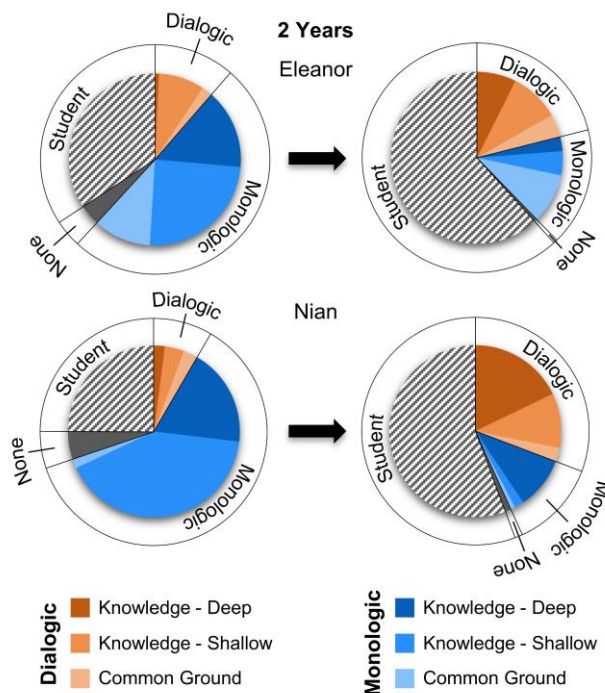 2 Years
Eleanor
Dialogic
Student
Monologic
None
Dialogic
Monologic
Student
None
Nian
Dialogic
Student
None
Monologic
Dialogic
Student
Monologic
None
Dialogic
Knowledge - Deep
Knowledge - Shallow
Common Ground
Monologic
Knowledge - Deep
Knowledge - Shallow
Common Ground